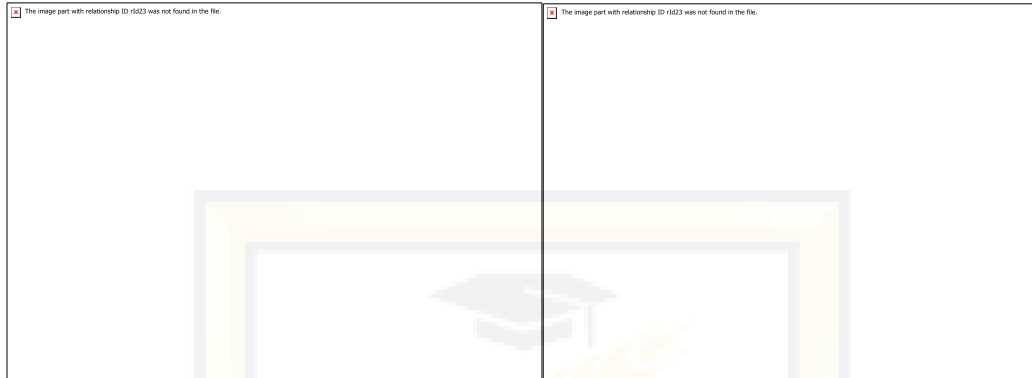 The image part with relationship ID rId23 was not found in the file.
The image part with relationship ID rId23 was not found in the file.